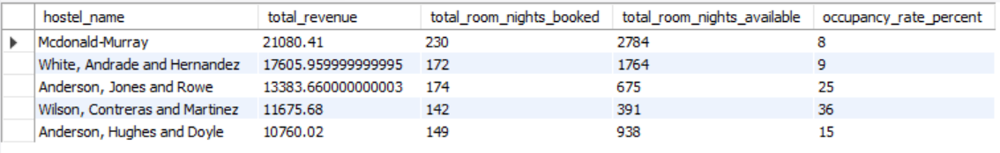 hostel_name total_revenue total_room_nights_booked total_room_nights_available occupancy_rate_percent
Mcdonald-Murray 21080.41 230 2784 8
White, Andrade and Hernandez 17605.959999999995 172 1764 9
Anderson, Jones and Rowe 13383.660000000003 174 675 25
Wilson, Contreras and Martinez 11675.68 142 391 36
Anderson, Hughes and Doyle 10760.02 149 938 15